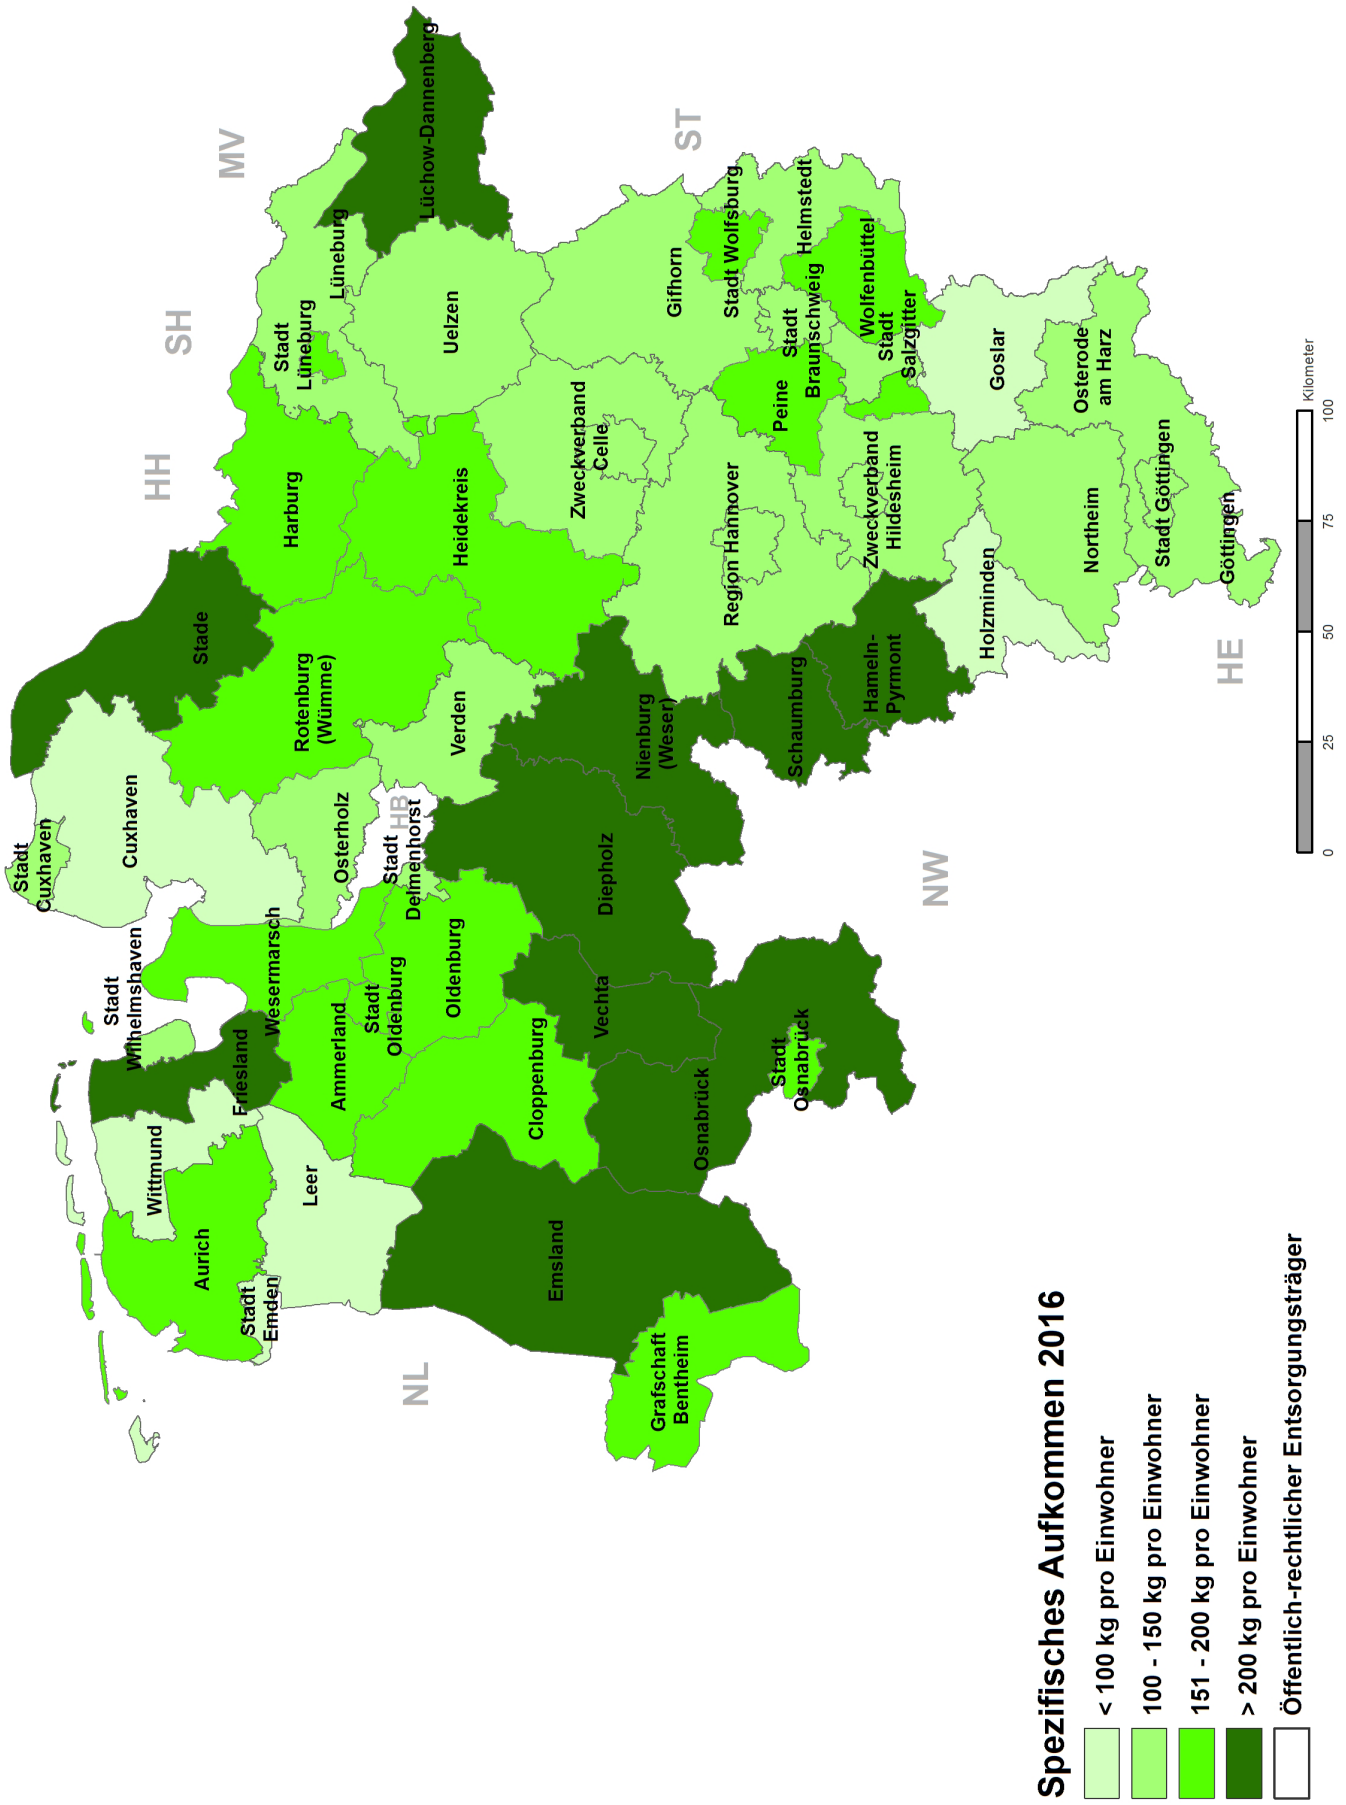 MV
SH
HH
ST
HB
NL
NW
HE
Stadt
Cuxhaven
Cuxhaven
Stade
Stadt
Wilhelmshaven
Wittmund
Aurich
Friesland
Wesermarsch
Stadt
Emden
Leer
Ammerland
Stadt
Oldenburg
Oldenburg
Stadt
Delmenhorst
Osterholz
Rotenburg
(Wümme)
Harburg
Stadt
Lüneburg
Lüneburg
Lüchow-Dannenberg
Uelzen
Heidekreis
Verden
Cloppenburg
Vechta
Diepholz
Nienburg
(Weser)
Emsland
Grafschaft
Bentheim
Osnabrück
Stadt
Osnabrück
Zweckverband
Celle
Gifhorn
Stadt Wolfsburg
Region Hannover
Peine
Stadt
Braunschweig
Helmstedt
Wolfenbüttel
Stadt
Salzgitter
Schaumburg
Hameln-
Pyrmont
Zweckverband
Hildesheim
Holzminden
Goslar
Osterode
am Harz
Northeim
Stadt Göttingen
Göttingen
Spezifisches Aufkommen 2016
< 100 kg pro Einwohner
100 - 150 kg pro Einwohner
151 - 200 kg pro Einwohner
> 200 kg pro Einwohner
Öffentlich-rechtlicher Entsorgungsträger
0 25 50 75 100
Kilometer